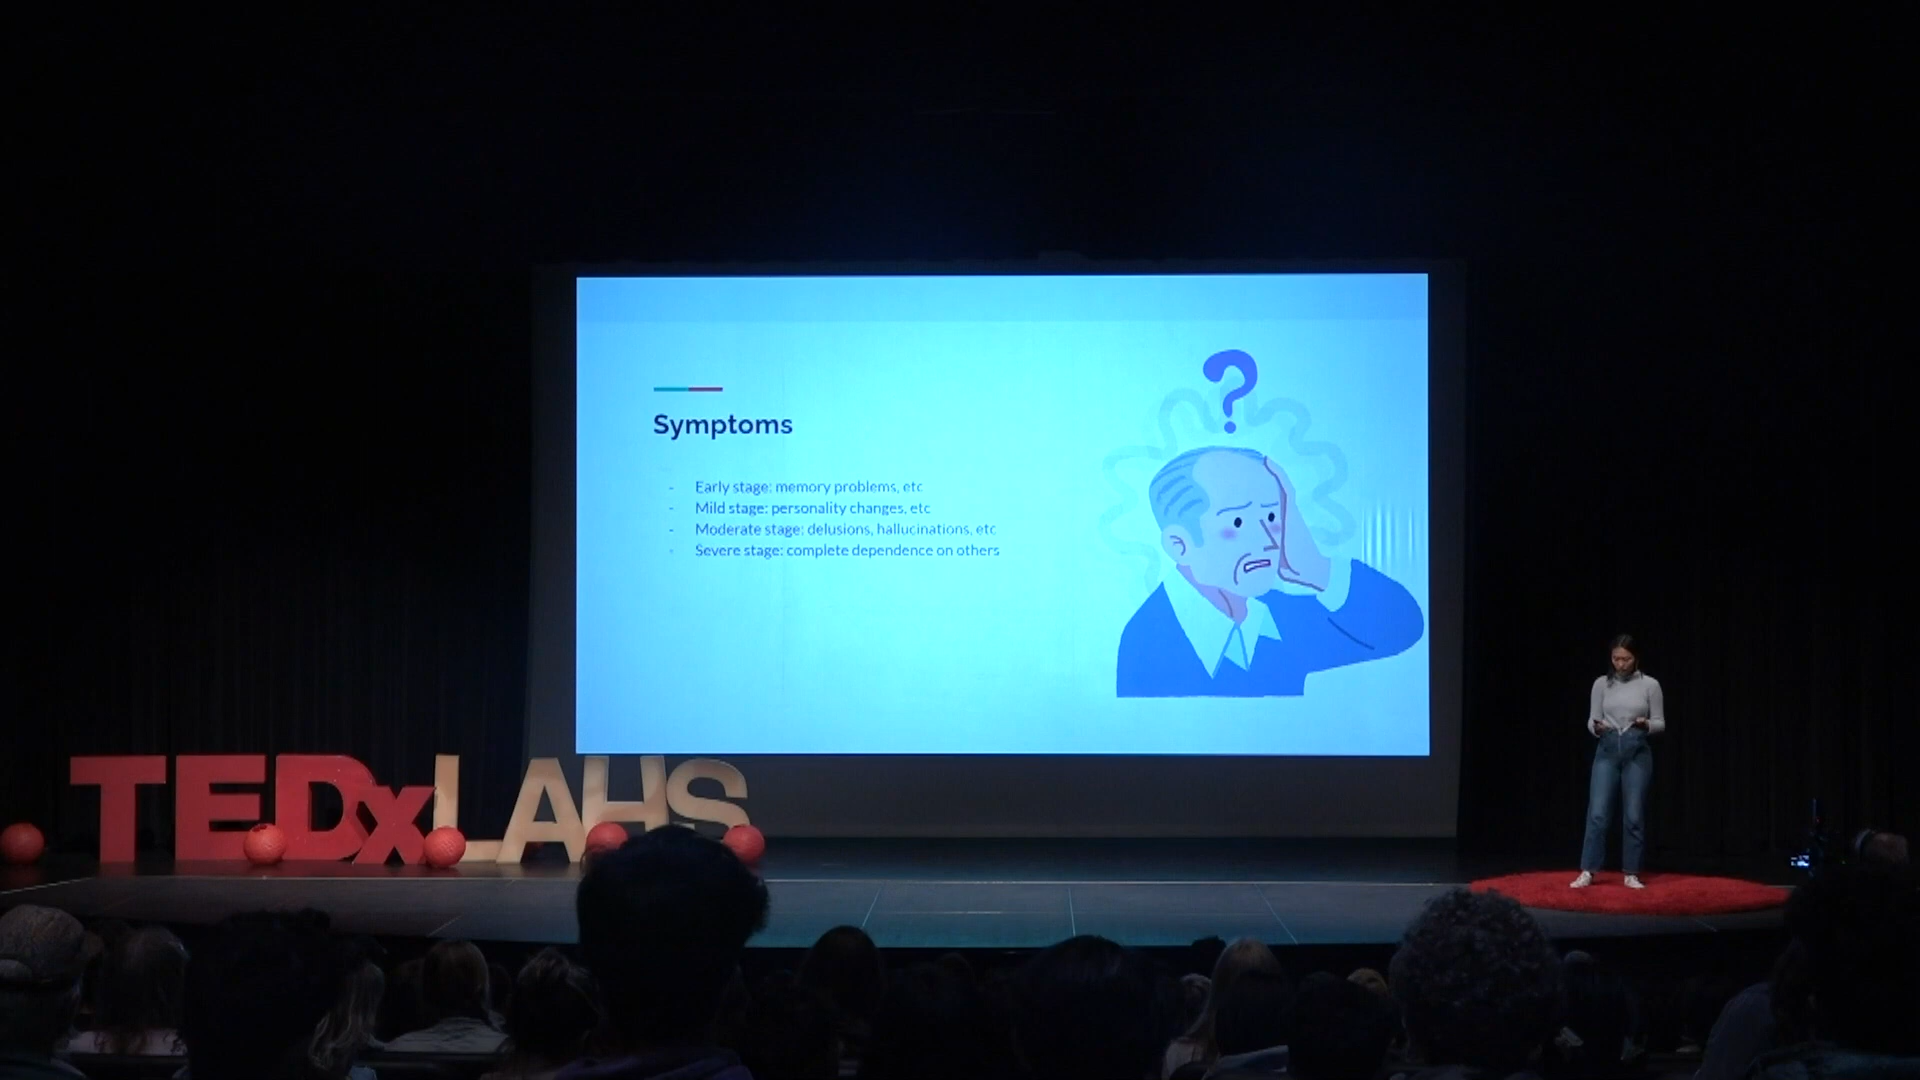 ?
Symptoms
- Early stage: memory problems, etc
- Mild stage: personality changes, etc
- Moderate stage: delusions, hallucinations, etc
- Severe stage: complete dependence on others
TEDxLAHS